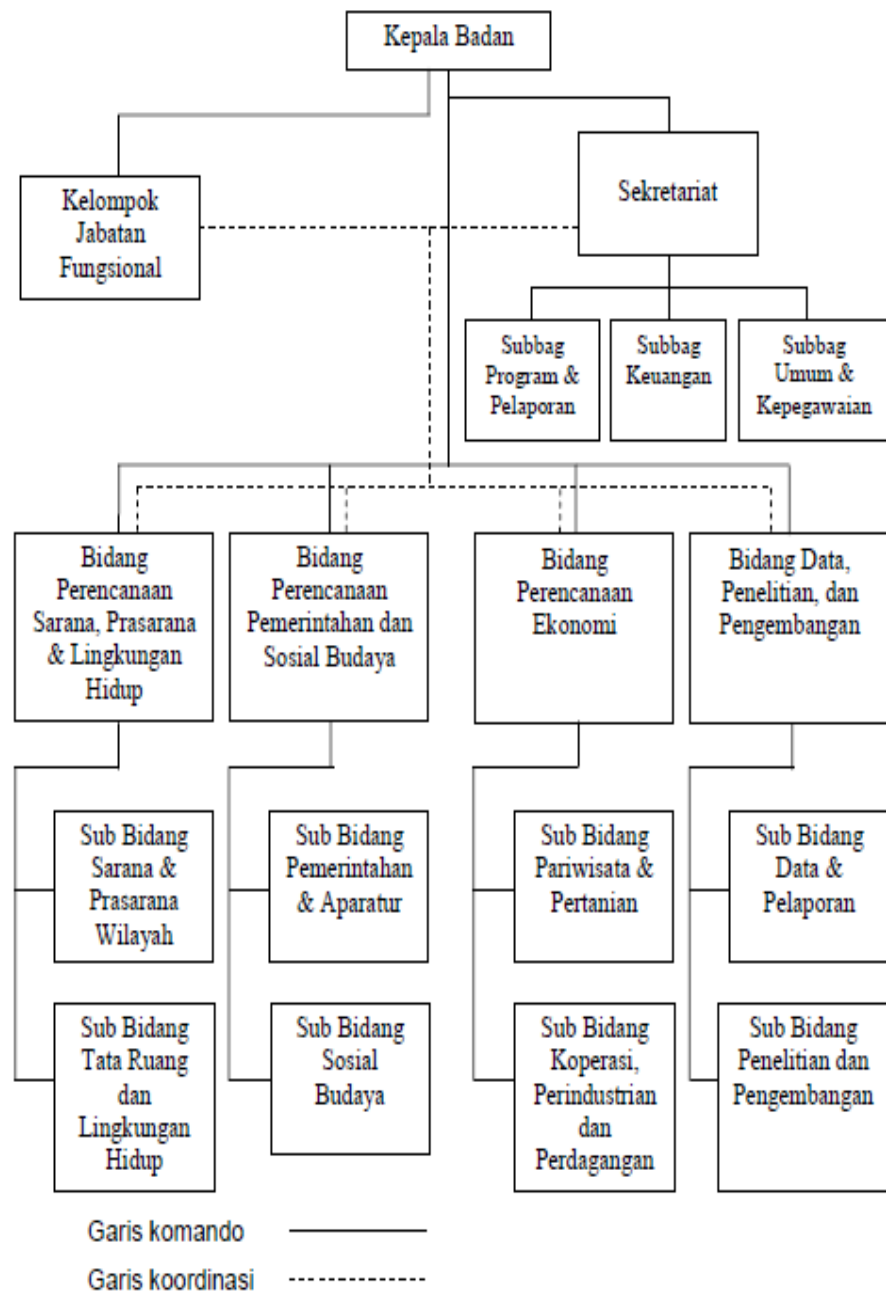 Kepala Badan
Kelompok
Jabatan
Fungsional
Sekretariat
Subbag
Program &
Pelaporan
Subbag
Keuangan
Subbag
Umum &
Kepegawaian
Bidang
Perencanaan
Sarana, Prasarana
& Lingkungan
Hidup
Bidang
Perencanaan
Pemerintahan dan
Sosial Budaya
Bidang
Perencanaan
Ekonomi
Bidang Data,
Penelitian, dan
Pengembangan
Sub Bidang
Sarana &
Prasarana
Wilayah
Sub Bidang
Pemerintahan
& Aparatur
Sub Bidang
Pariwisata &
Pertanian
Sub Bidang
Data &
Pelaporan
Sub Bidang
Tata Ruang
dan
Lingkungan
Hidup
Sub Bidang
Sosial
Budaya
Sub Bidang
Koperasi,
Perindustrian
dan
Perdagangan
Sub Bidang
Penelitian dan
Pengembangan
Garis komando
Garis koordinasi